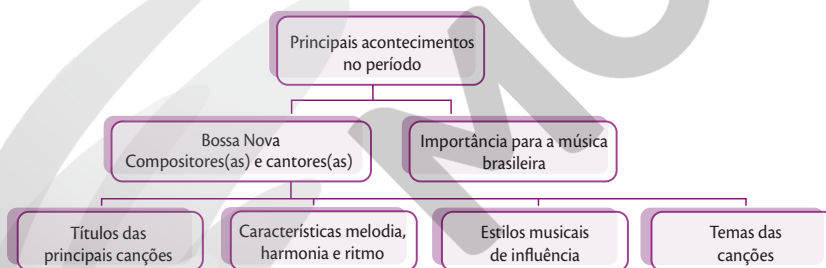 Principais acontecimentos
no período
Bossa Nova
Compositores(as) e cantores(as)
Importância para a música
brasileira
Títulos das
principais canções
Características melodia,
harmonia e ritmo
Estilos musicais
de influência
Temas das
canções